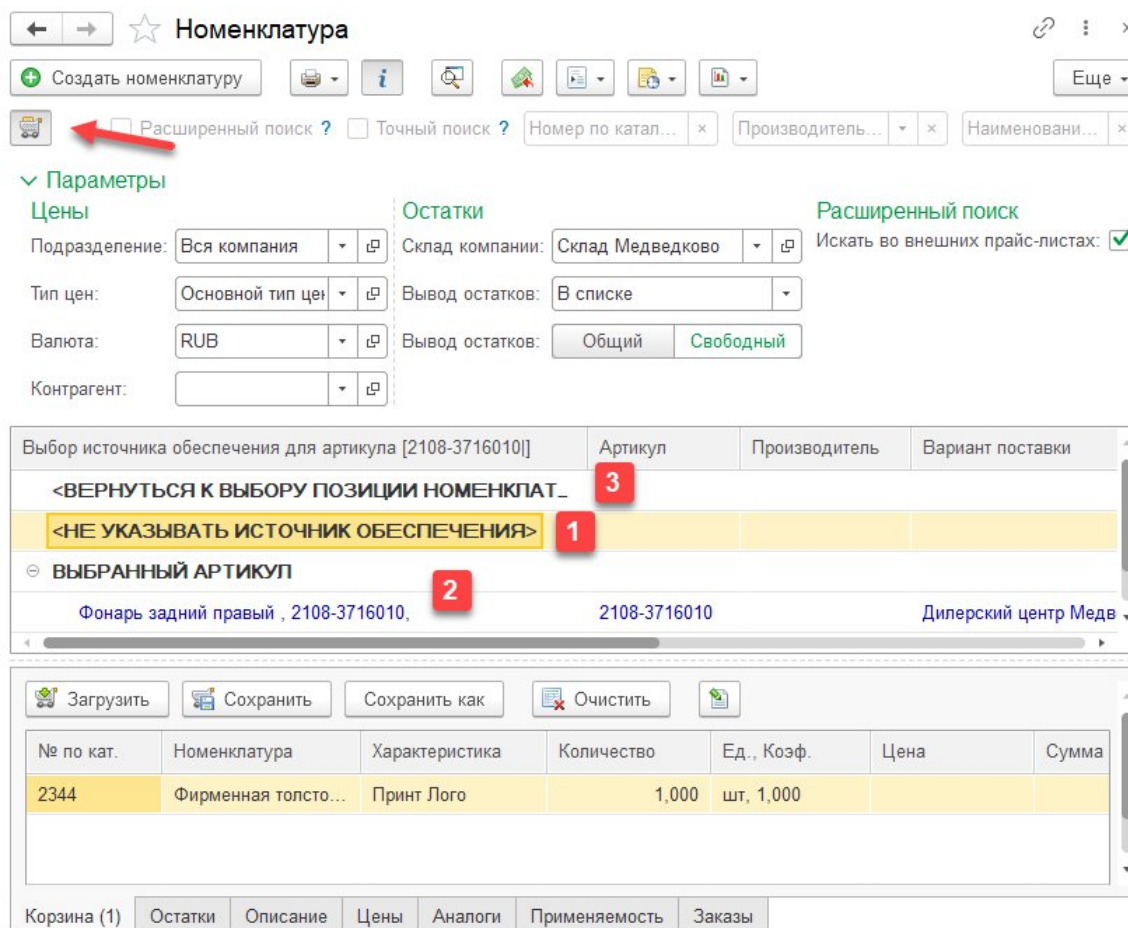 Номенклатура
Создать номенклатуру i Еще
Расширенный поиск ? Точный поиск ? Номер по катал... × Производитель... × Наименовани... ×
Параметры
Цены Остатки Расширенный поиск
Подразделение: Вся компания Склад компании: Склад Медведково Искать во внешних прайс-листах:
Тип цен: Основной тип цен Вывод остатков: В списке
Валюта: RUB Вывод остатков: Общий Свободный
Контрагент:
Выбор источника обеспечения для артикула [2108-3716010|] Артикул Производитель Вариант поставки
<ВЕРНУТЬСЯ К ВЫБОРУ ПОЗИЦИИ НОМЕНКЛАТ... 3
<НЕ УКАЗЫВАТЬ ИСТОЧНИК ОБЕСПЕЧЕНИЯ> 1
ВЫБРАННЫЙ АРТИКУЛ 2
Фонарь задний правый , 2108-3716010, 2108-3716010 Дилерский центр Медв
Загрузить Сохранить Сохранить как Очистить
№ по кат. Номенклатура Характеристика Количество Ед., Коэф. Цена Сумма
2344 Фирменная толсто... Принт Лого 1,000 шт, 1,000
Корзина (1) Остатки Описание Цены Аналоги Применяемость Заказы